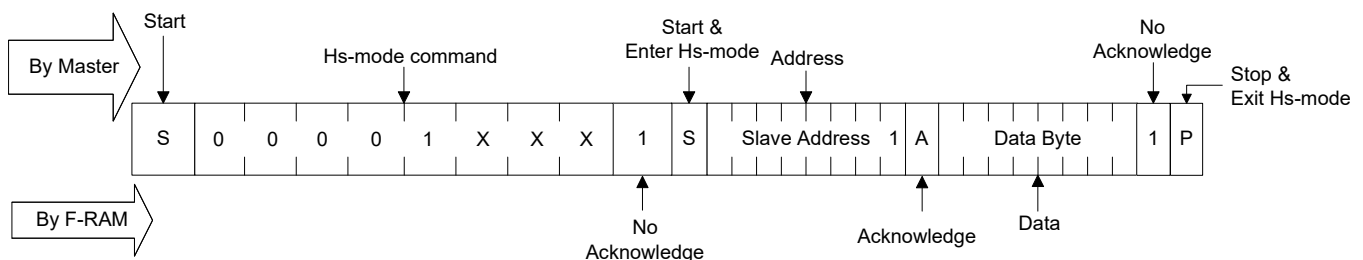 Start
Start &
Enter Hs-mode
No
Acknowledge
By Master
Hs-mode command
Address
Stop &
Exit Hs-mode
S 0 0 0 0 1 X X X 1 S Slave Address 1 A Data Byte 1 P
By F-RAM
No
Acknowledge
Acknowledge
Data